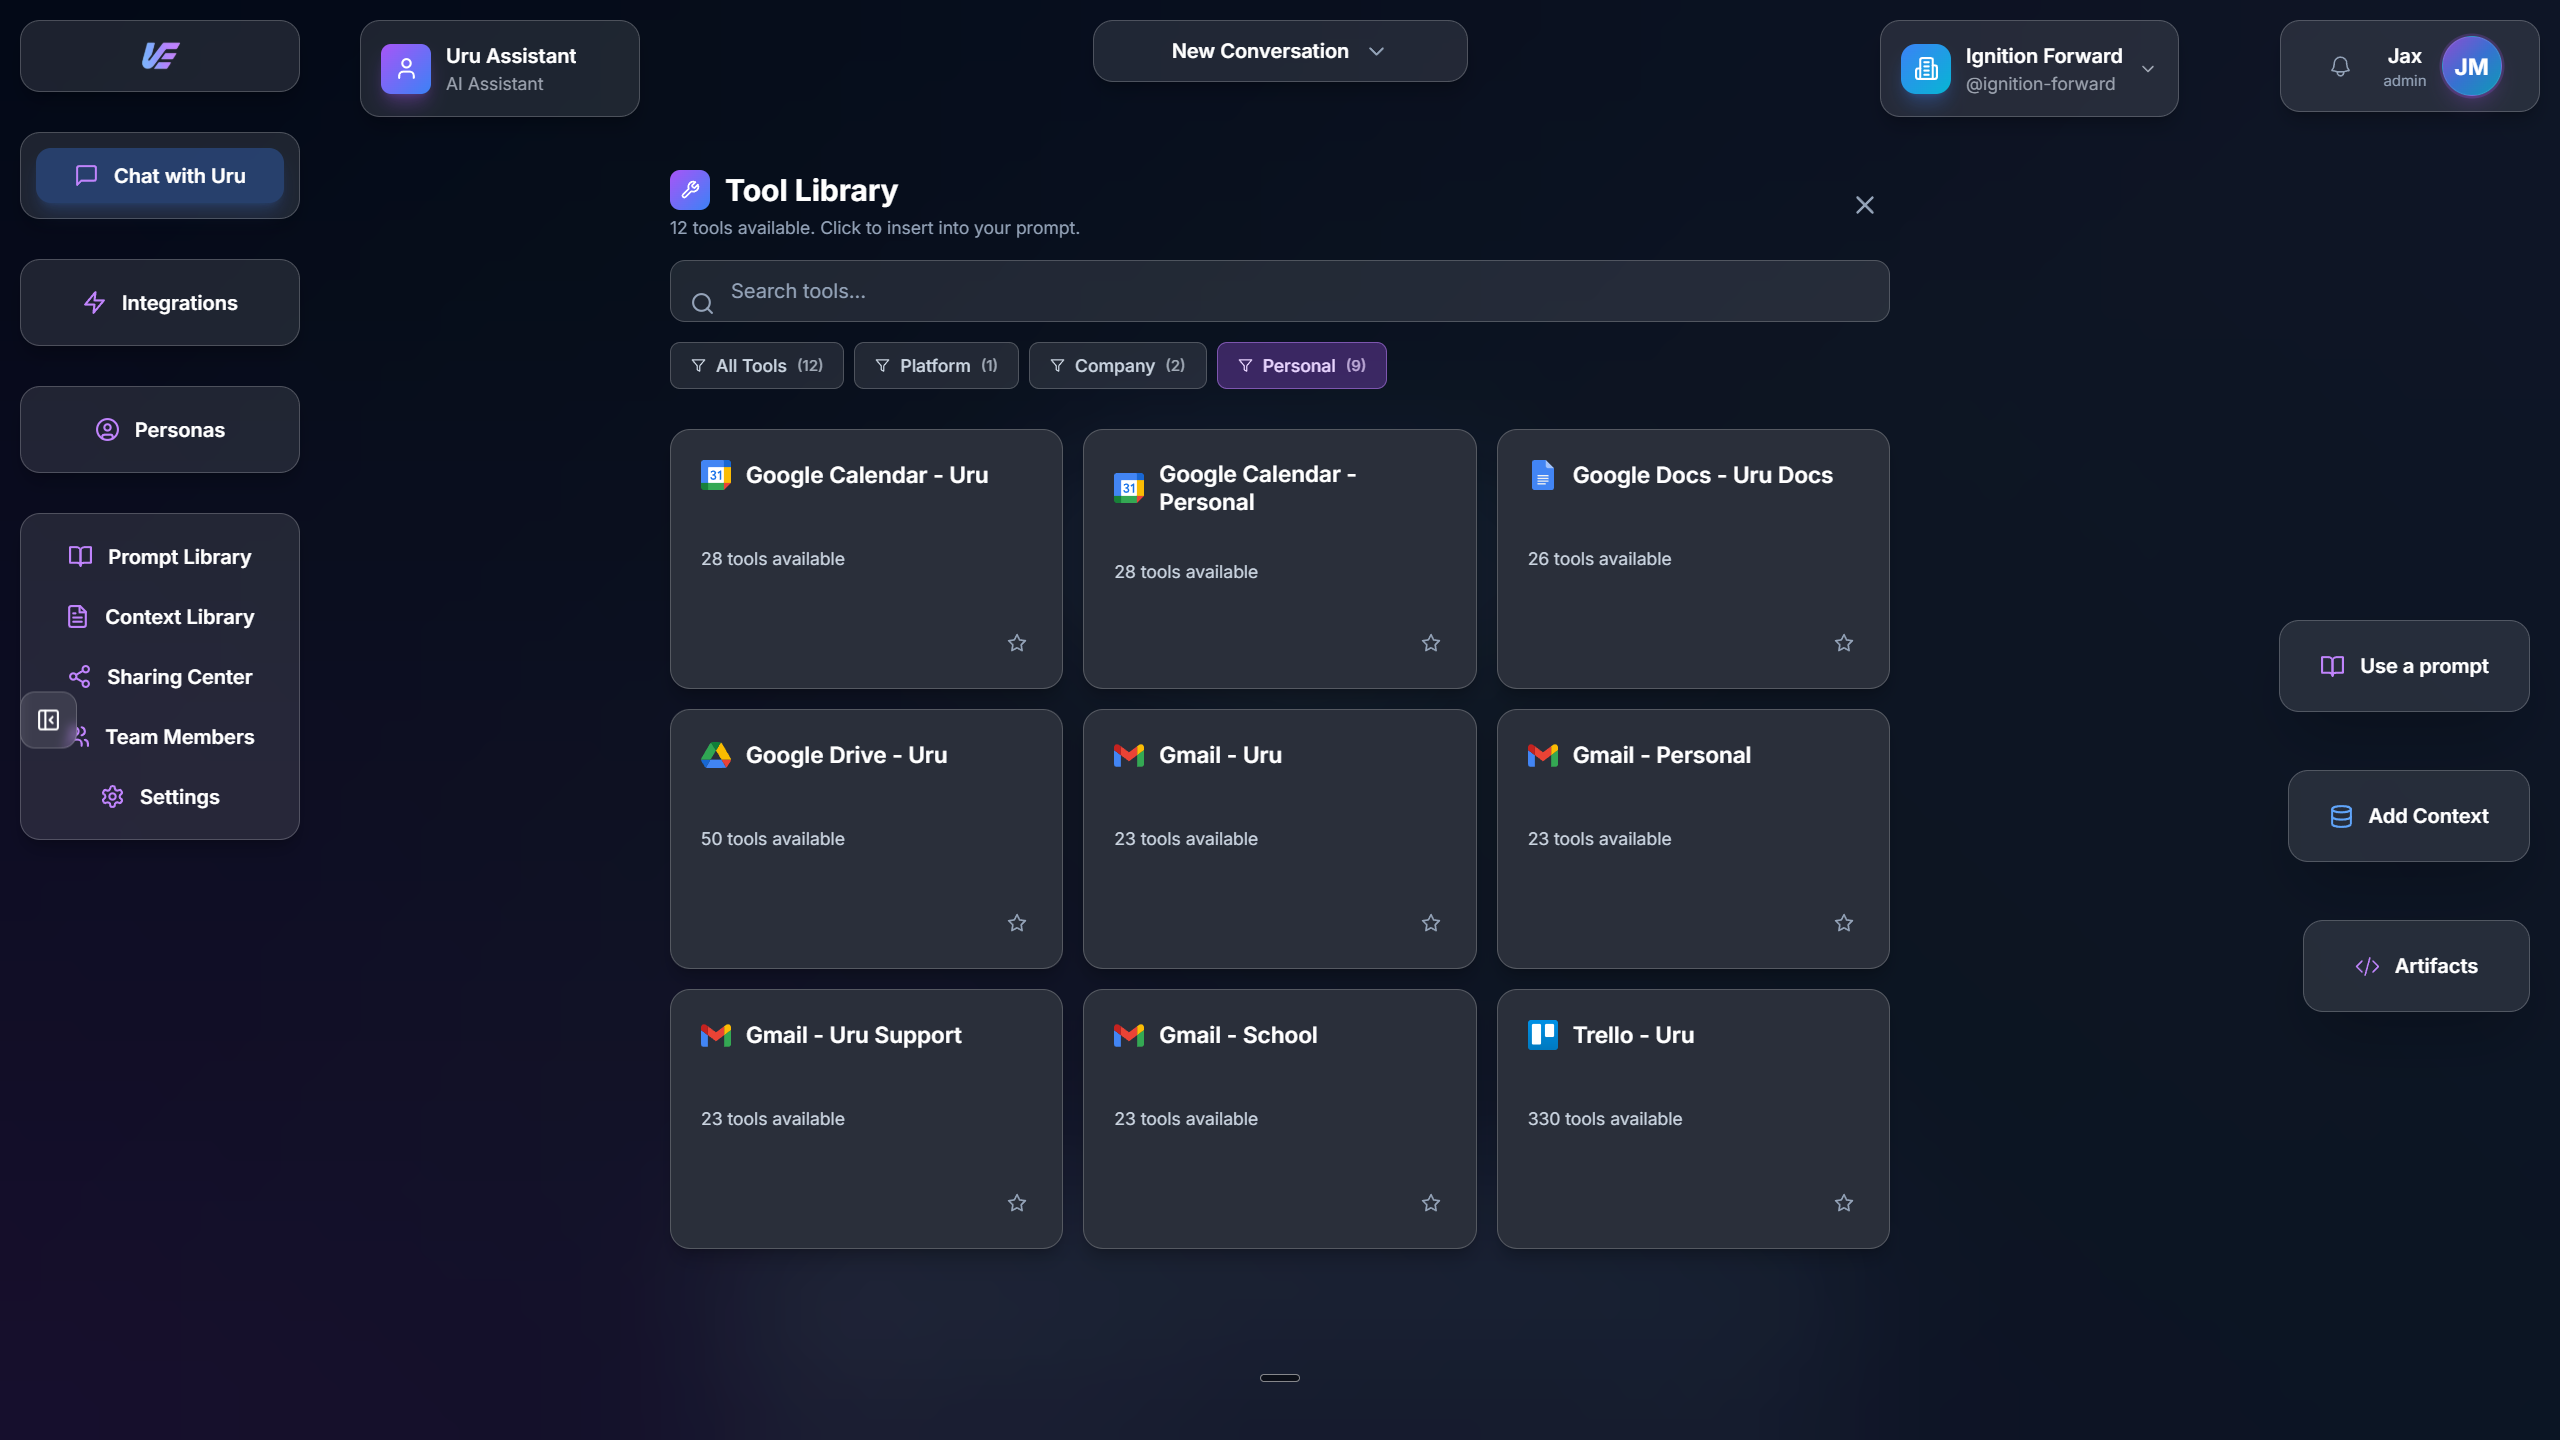 Uru Assistant
AI Assistant
New Conversation
Ignition Forward
@ignition-forward
Jax
admin
JM
Chat with Uru
Integrations
Personas
Prompt Library
Context Library
Sharing Center
Team Members
Settings
Tool Library
12 tools available. Click to insert into your prompt.
Search tools...
All Tools (12)
Platform (1)
Company (2)
Personal (9)
31
Google Calendar - Uru
28 tools available
31
Google Calendar -
Personal
28 tools available
Google Docs - Uru Docs
26 tools available
Google Drive - Uru
50 tools available
Gmail - Uru
23 tools available
Gmail - Personal
23 tools available
Gmail - Uru Support
23 tools available
Gmail - School
23 tools available
Trello - Uru
330 tools available
Use a prompt
Add Context
Artifacts